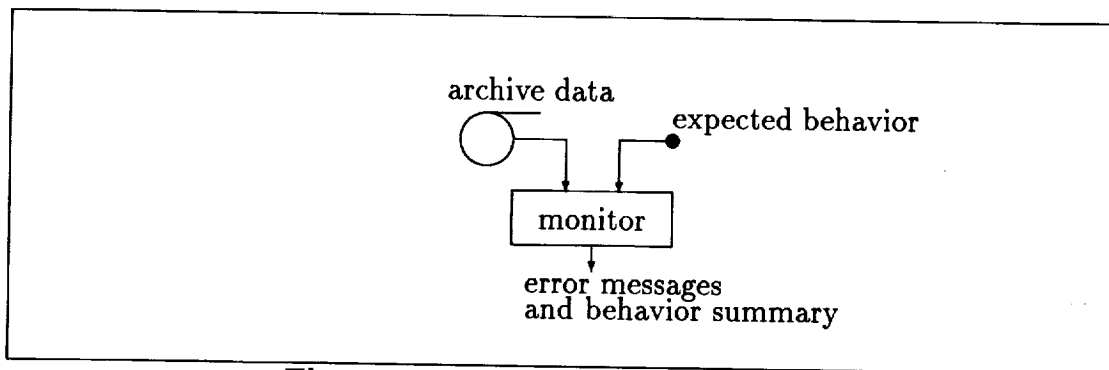 archive data
expected behavior
monitor
error messages
and behavior summary